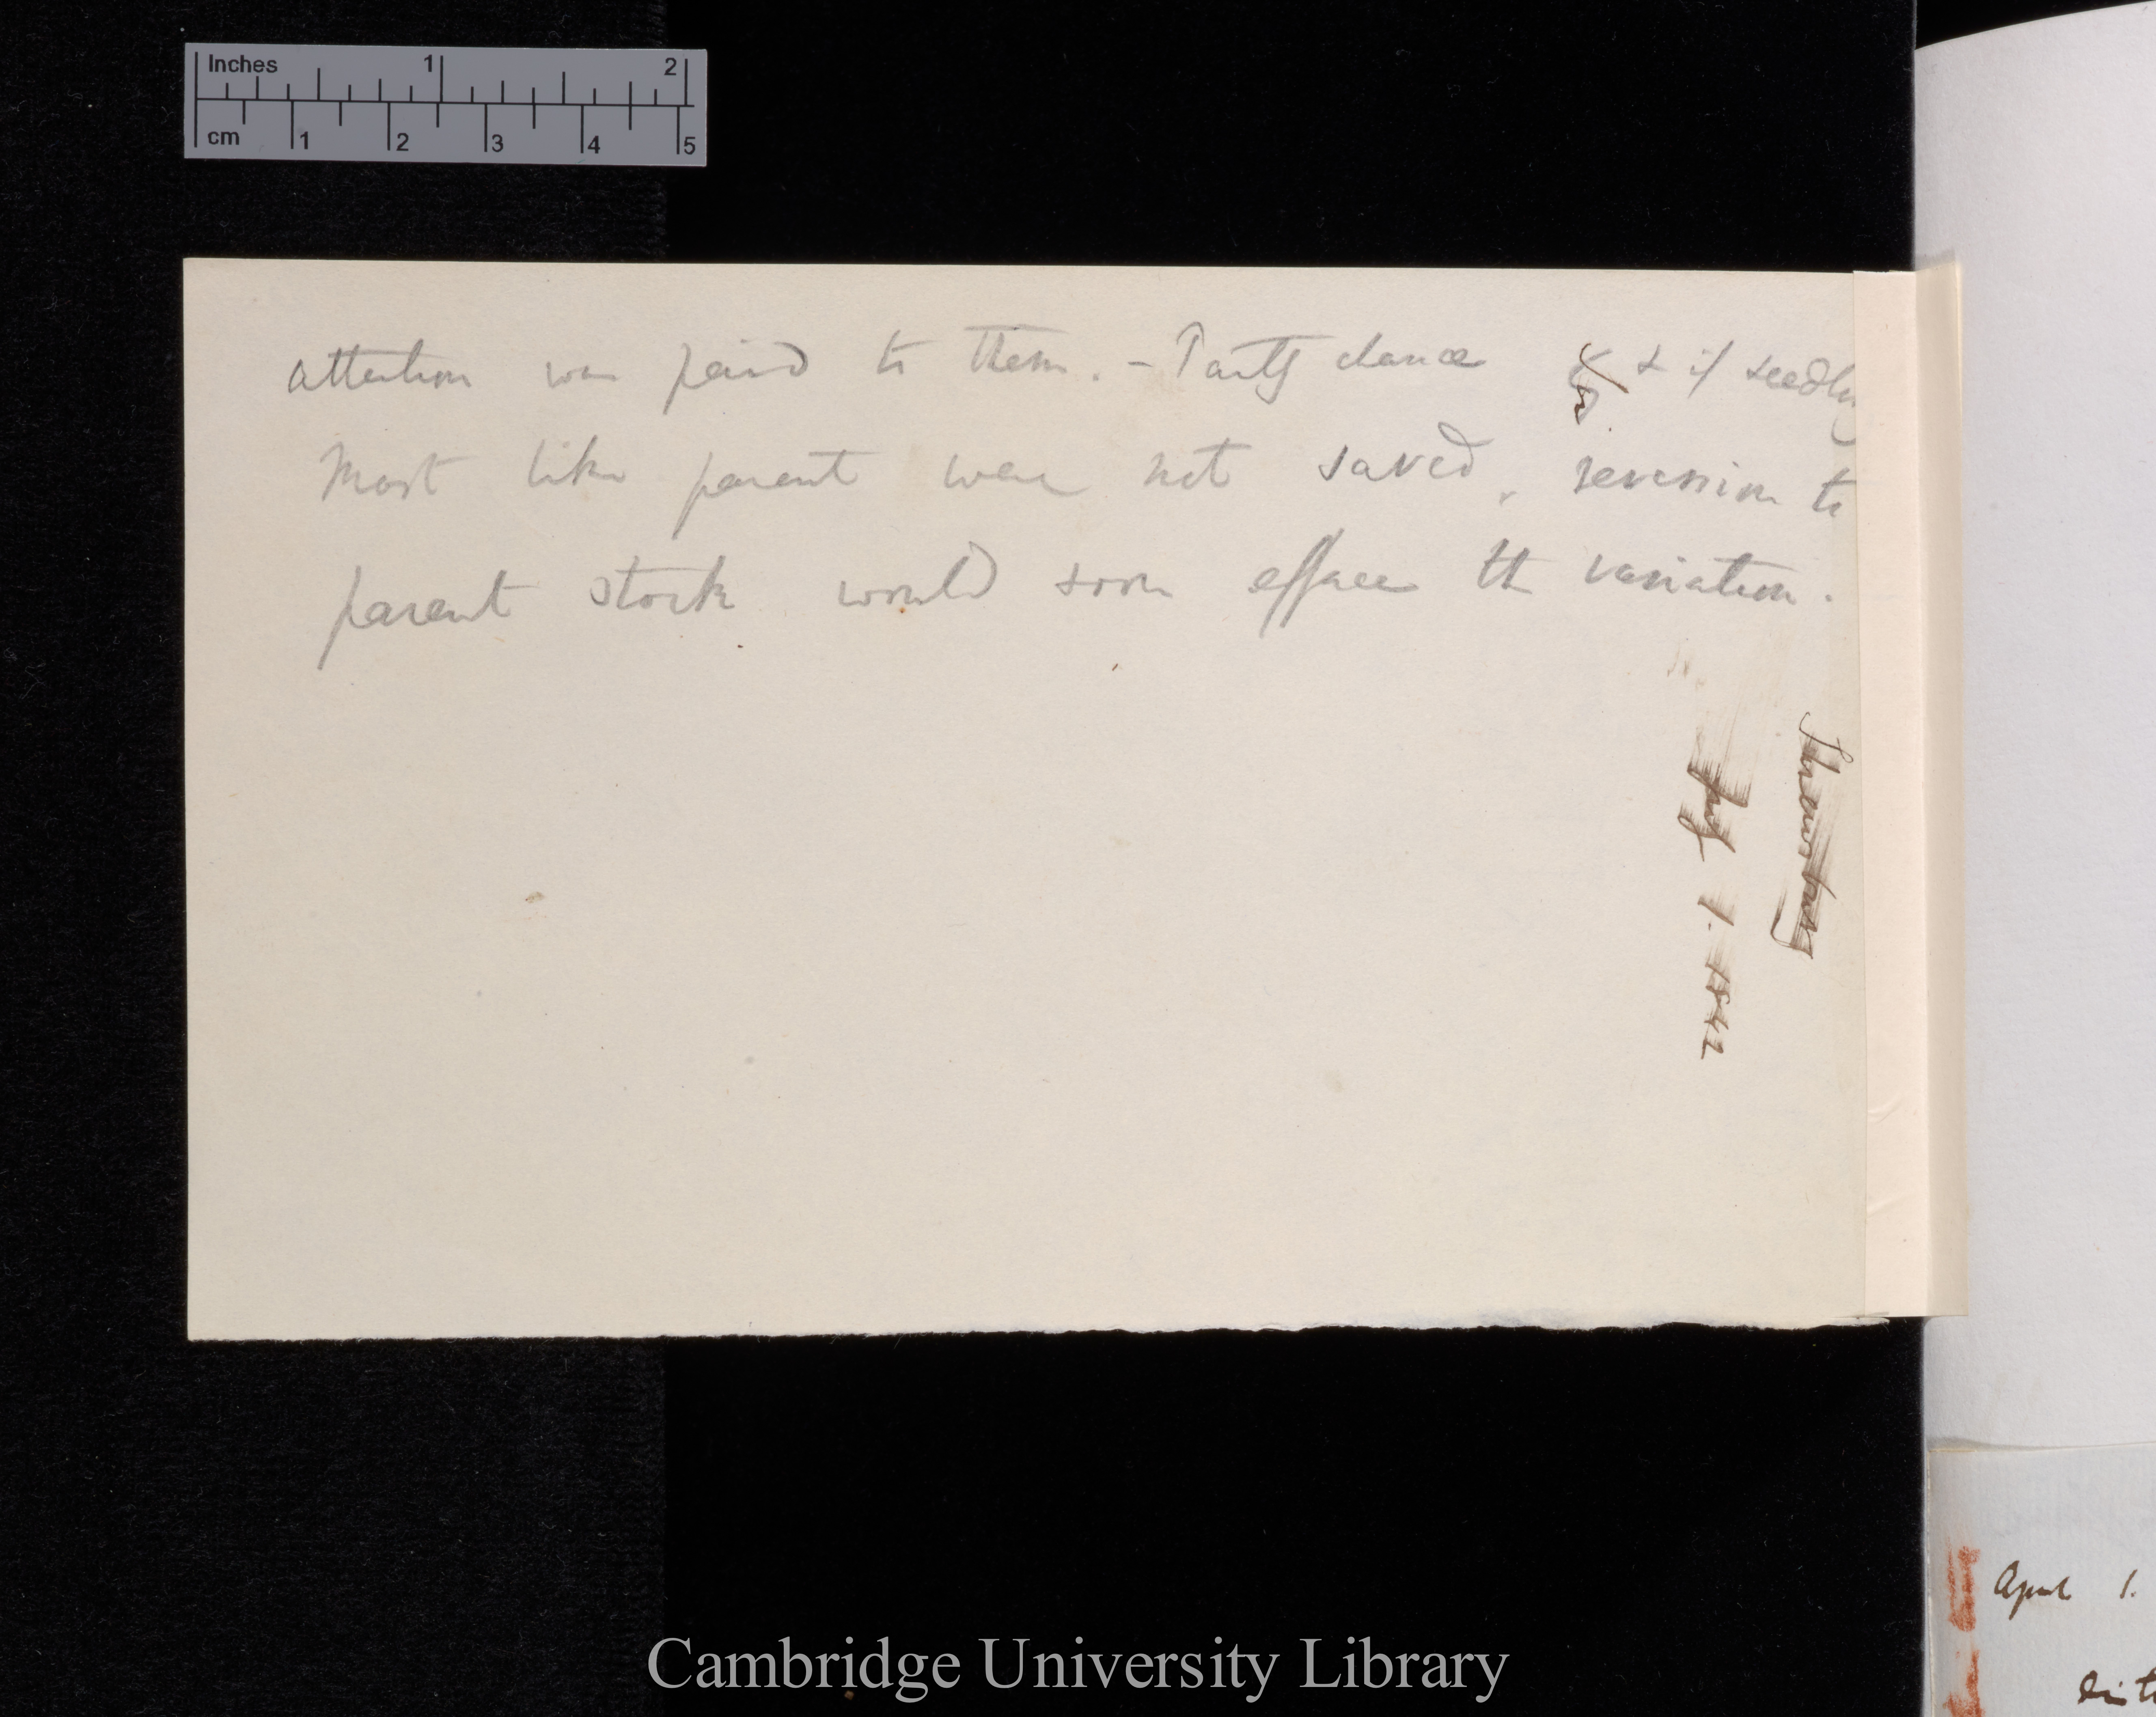 Inches 1 2
cm 1 2 3 4 5
attention was paid to them. – Partly chance & if seedling
most like parent were not saved, reversion to
parent stock would soon efface the variation.
Shrewsbury
July 1. 1842
April 1.
Cambridge University Library